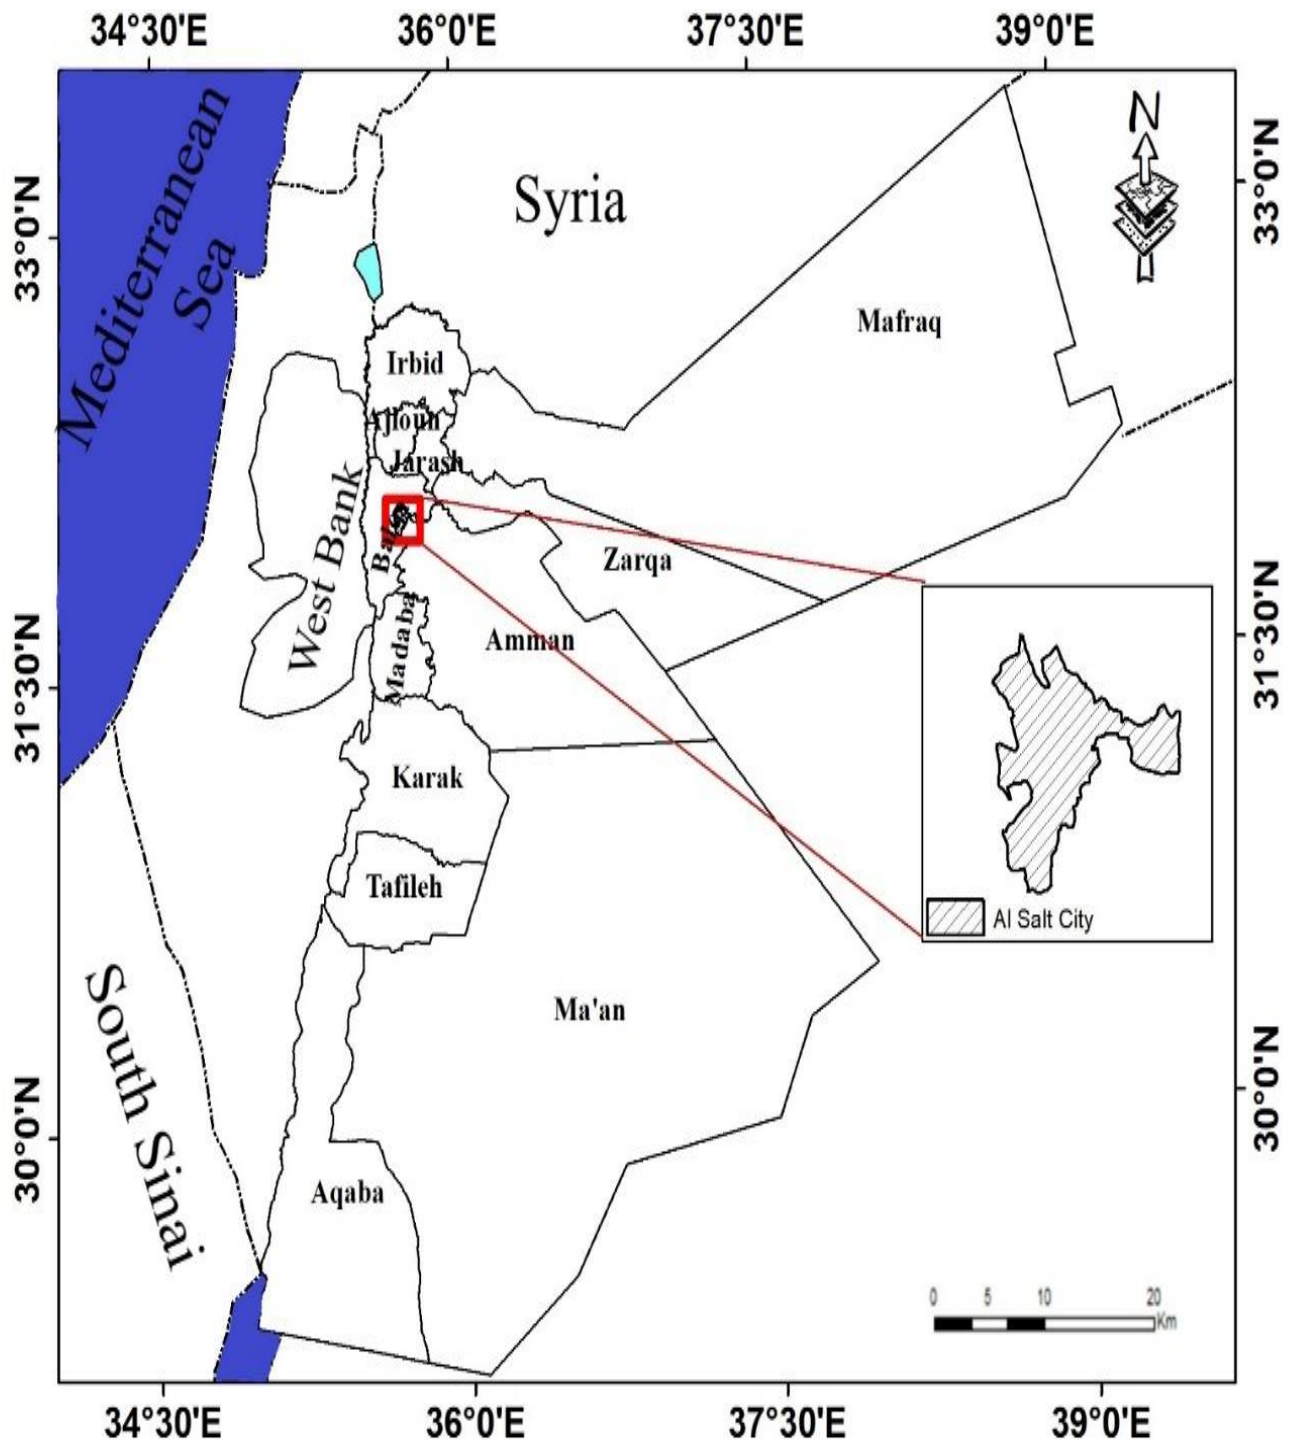 34°30'E 36°0'E 37°30'E 39°0'E
N
33°0'N
33°0'N
Mediterranean
Sea
Syria
Mafraq
Irbid
Ajloun
Jarash
West Bank
Zarqa
Amman
Madaba
31°30'N
31°30'N
Karak
Tafileh
Al Salt City
Ma'an
South Sinai
30°0'N
30°0'N
Aqaba
0 5 10 20
Km
34°30'E 36°0'E 37°30'E 39°0'E